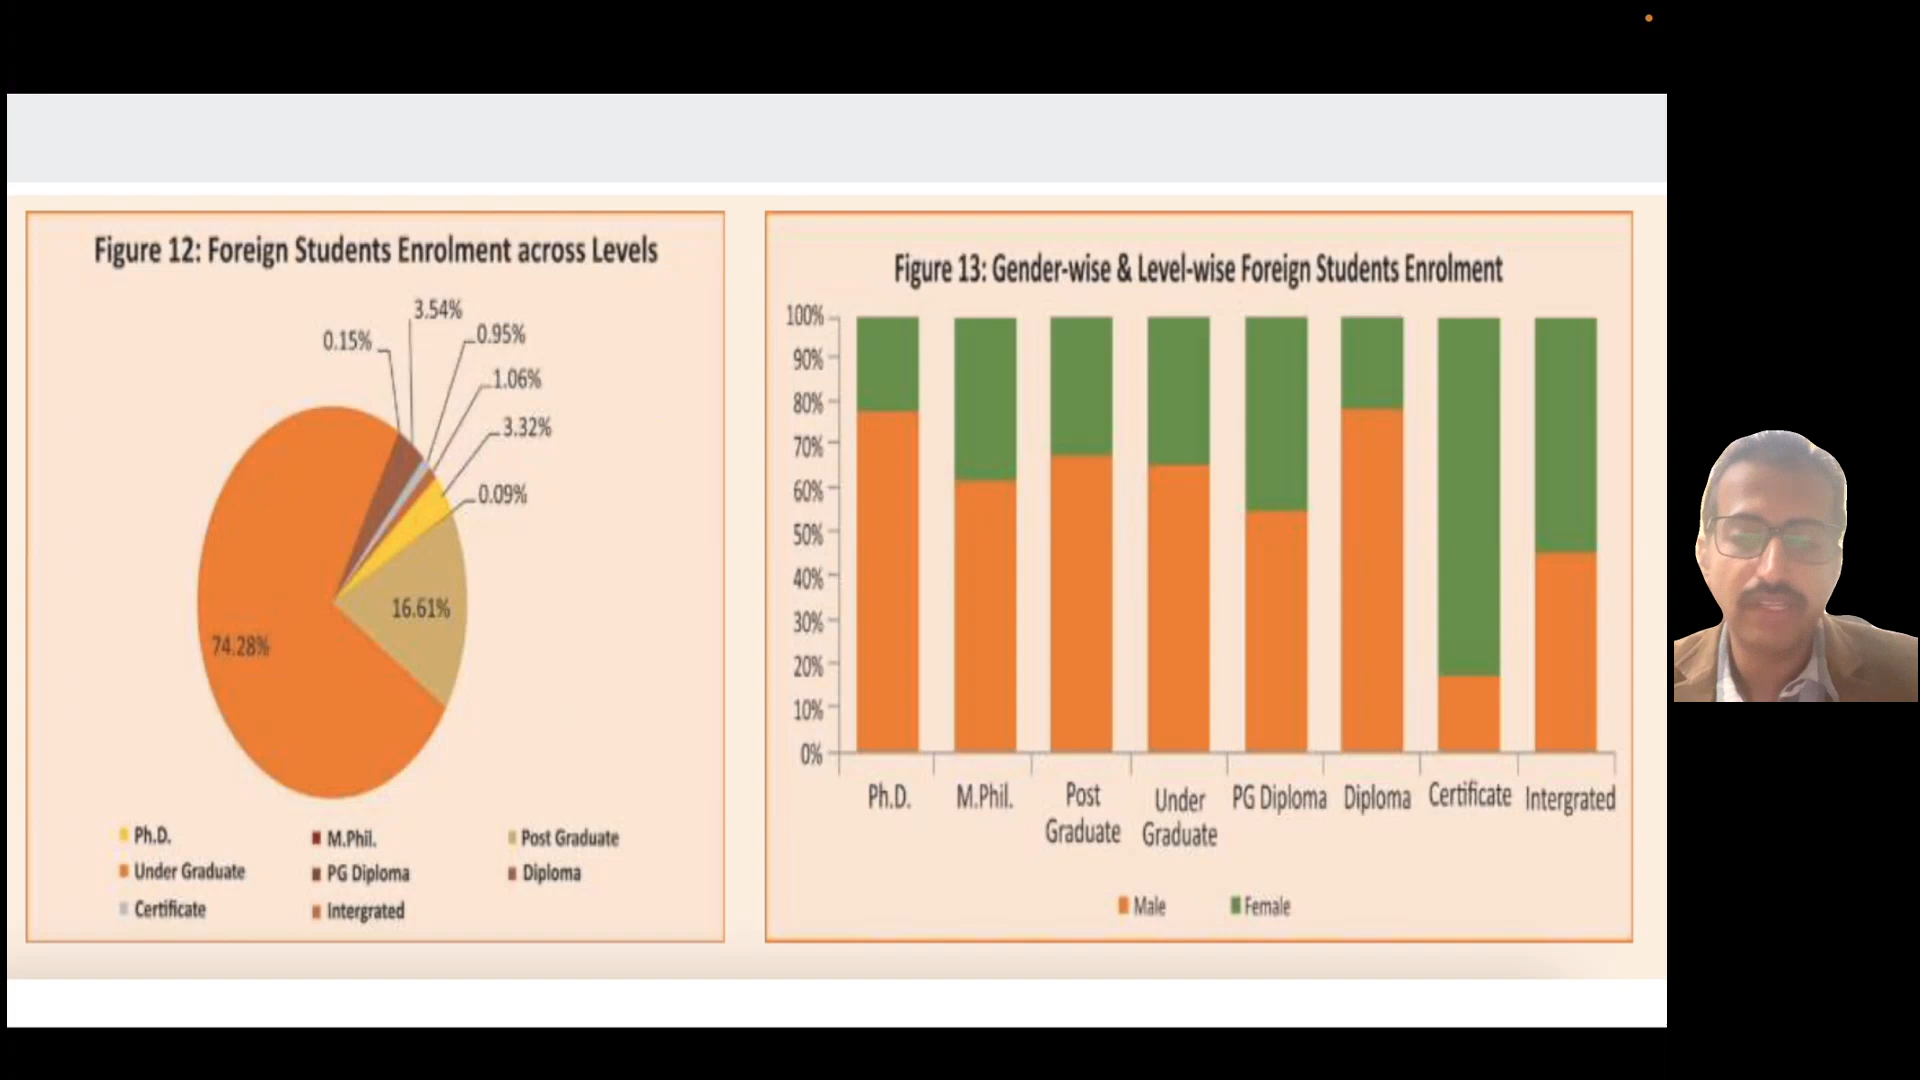 Figure 12: Foreign Students Enrolment across Levels
3.54%
0.15%
0.95%
1.06%
3.32%
0.09%
16.61%
74.28%
Ph.D.
M.Phil.
Post Graduate
Under Graduate
PG Diploma
Diploma
Certificate
Intergrated
Figure 13: Gender-wise & Level-wise Foreign Students Enrolment
100%
90%
80%
70%
60%
50%
40%
30%
20%
10%
0%
Ph.D.
M.Phil.
Post
Graduate
Under
Graduate
PG Diploma
Diploma
Certificate
Intergrated
Male
Female